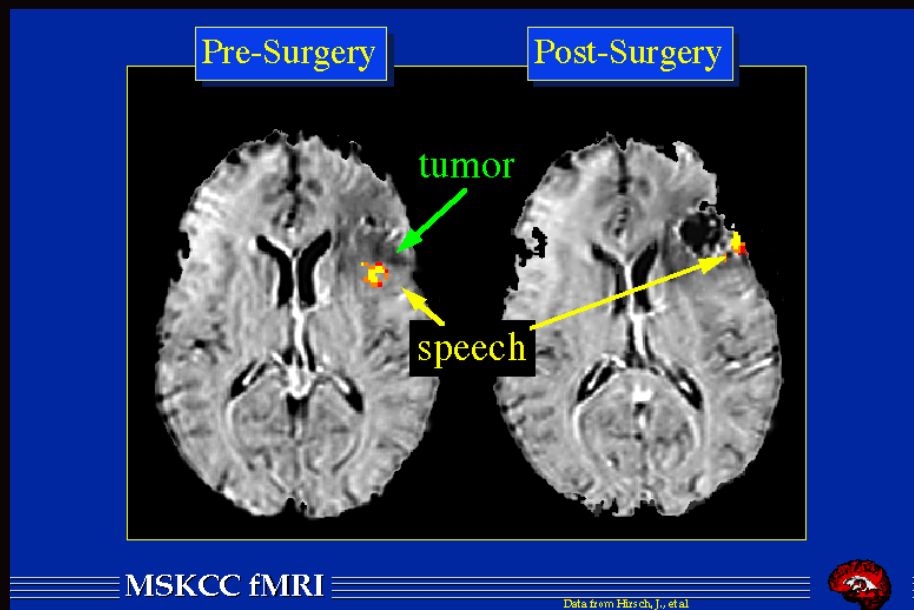 Pre-Surgery
Post-Surgery
tumor
speech
MSKCC fMRI
Data from Hirsch, J., et al